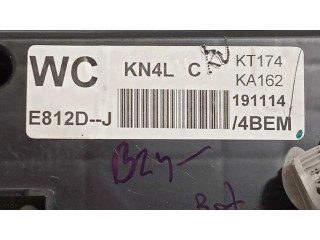 WC KN4L C KT174
KA162
191114
E812D--J /4BEM